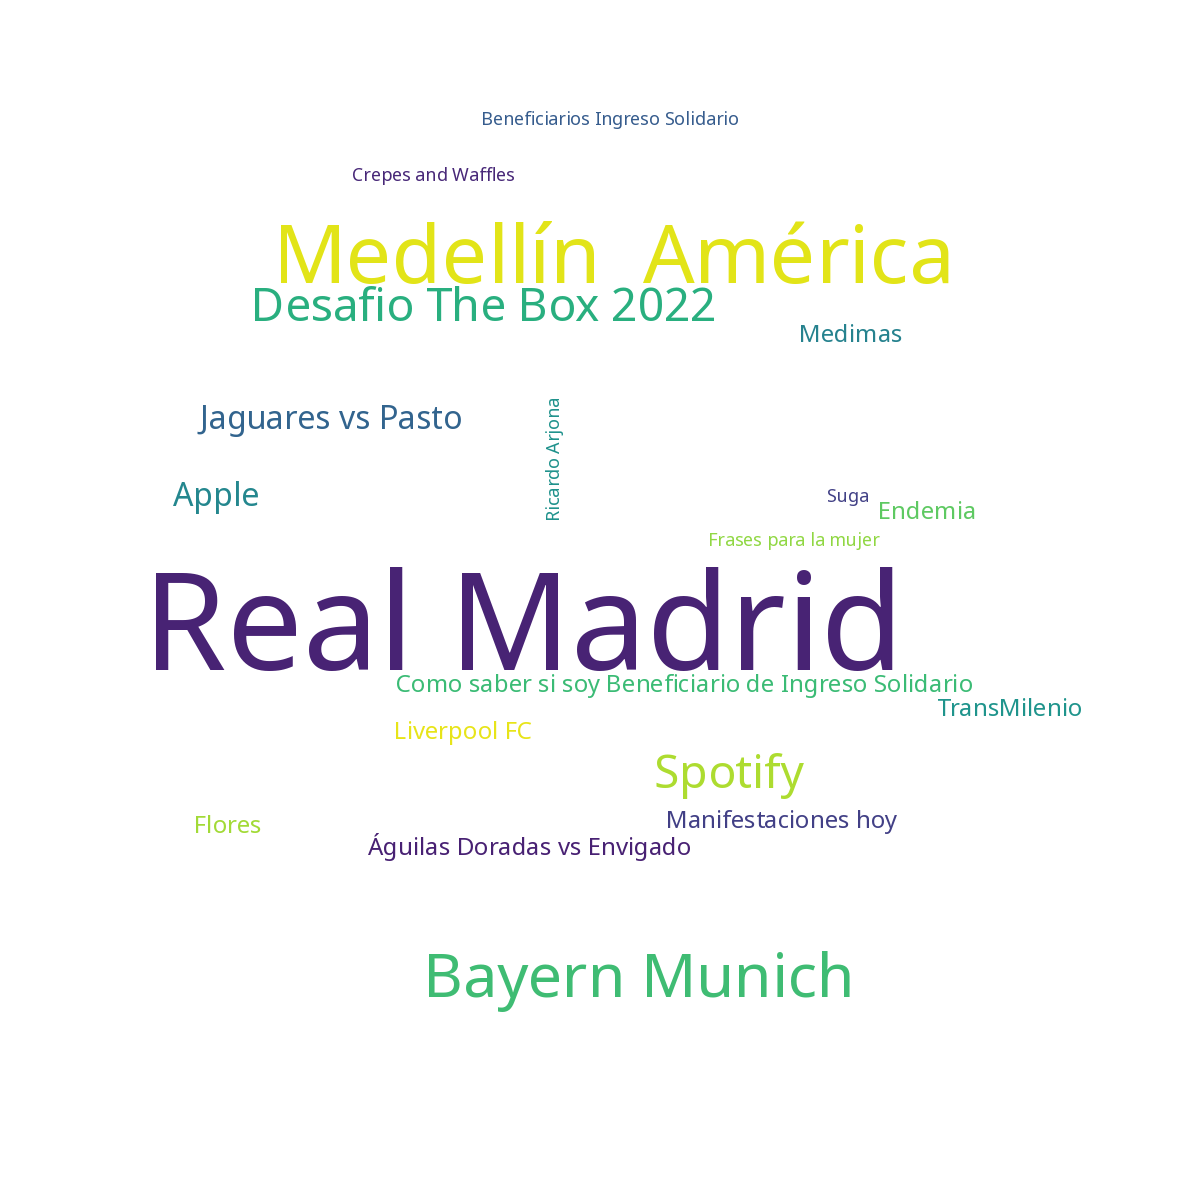 Beneficiarios Ingreso Solidario
Crepes and Waffles
Medellín  América
Desafio The Box 2022
Medimas
Jaguares vs Pasto
Ricardo Arjona
Apple
Suga
Endemia
Frases para la mujer
Real Madrid
Como saber si soy Beneficiario de Ingreso Solidario
TransMilenio
Liverpool FC
Spotify
Manifestaciones hoy
Flores
Águilas Doradas vs Envigado
Bayern Munich